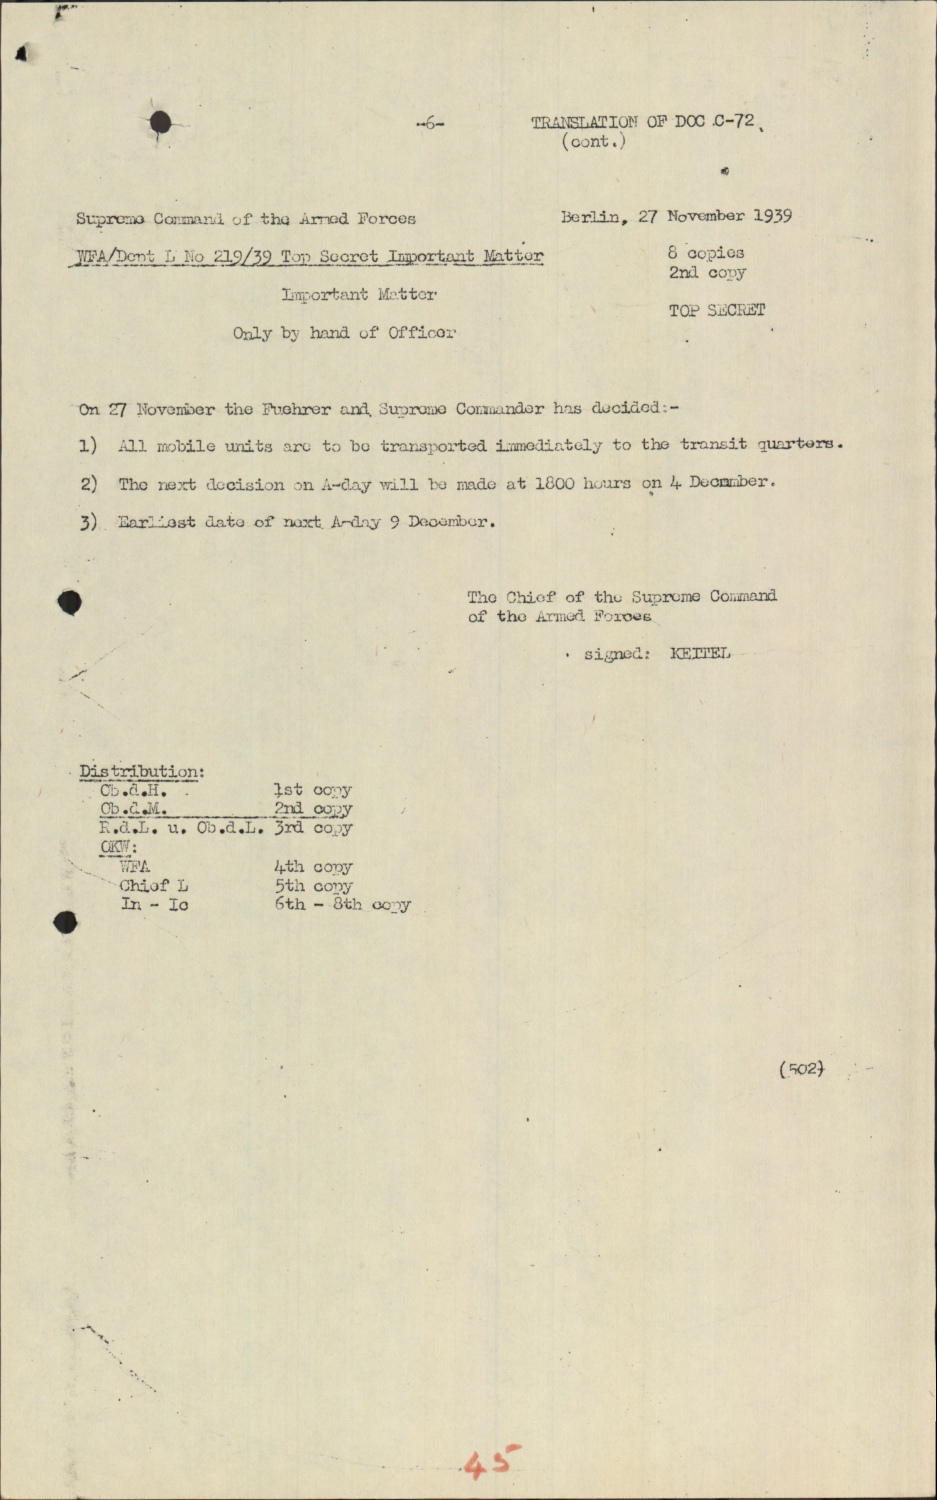 -6-
TRANSLATION OF DOC C-72
(cont.)
Supreme Command of the Armed Forces
Berlin, 27 November 1939
WFA/Dept L No 219/39 Top Secret Important Matter
8 copies
2nd copy
Important Matter
TOP SECRET
Only by hand of Officer
On 27 November the Fuehrer and Supreme Commander has decided:-
1) All mobile units are to be transported immediately to the transit quarters.
2) The next decision on A-day will be made at 1800 hours on 4 December.
3) Earliest date of next A-day 9 December.
The Chief of the Supreme Command
of the Armed Forces
signed: KEITEL
Distribution:
Ob.d.H. 1st copy
Ob.d.M. 2nd copy
R.d.L. u. Ob.d.L. 3rd copy
OKW:
WFA 4th copy
Chief L 5th copy
In - Ic 6th - 8th copy
(502)
45